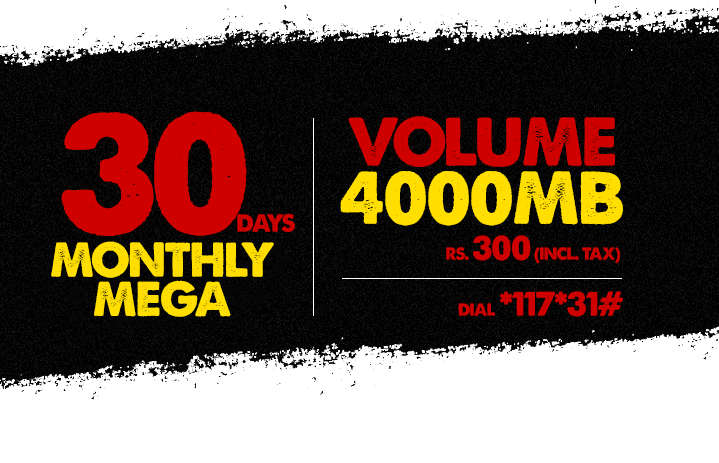 30 DAYS
MONTHLY
MEGA
VOLUME
4000MB
RS. 300 (INCL. TAX)
DIAL *117*31#